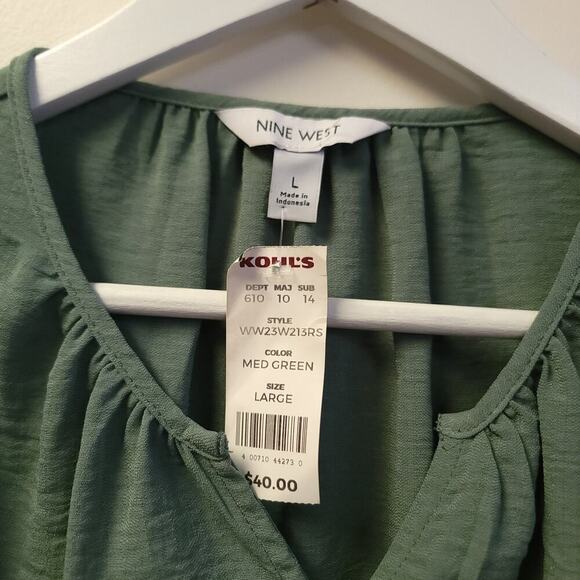 NINE WEST
L
Made in
Indonesia
KOHL'S
DEPT MAJ SUB
610 10 14
STYLE
WW23W213RS
COLOR
MED GREEN
SIZE
LARGE
4 00710 44273 0
$40.00